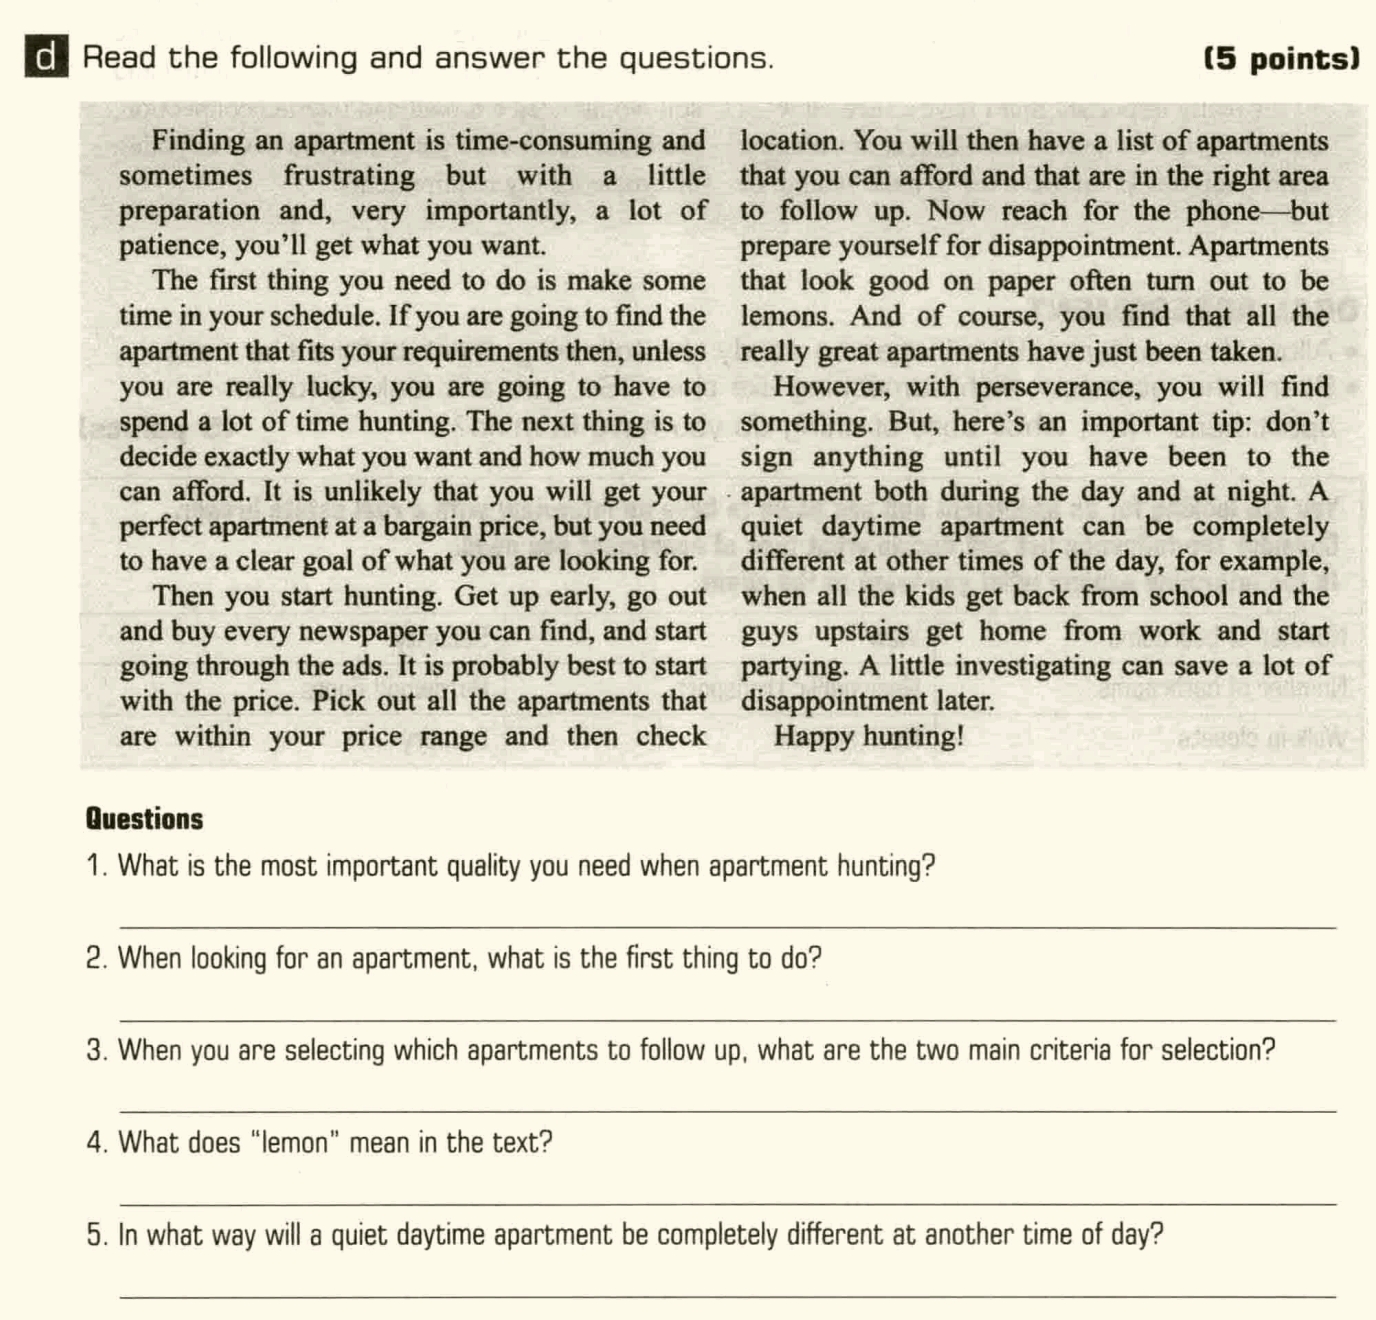 d Read the following and answer the questions. (5 points)
Finding an apartment is time-consuming and
sometimes frustrating but with a little
preparation and, very importantly, a lot of
patience, you'll get what you want.
The first thing you need to do is make some
time in your schedule. If you are going to find the
apartment that fits your requirements then, unless
you are really lucky, you are going to have to
spend a lot of time hunting. The next thing is to
decide exactly what you want and how much you
can afford. It is unlikely that you will get your
perfect apartment at a bargain price, but you need
to have a clear goal of what you are looking for.
Then you start hunting. Get up early, go out
and buy every newspaper you can find, and start
going through the ads. It is probably best to start
with the price. Pick out all the apartments that
are within your price range and then check
location. You will then have a list of apartments
that you can afford and that are in the right area
to follow up. Now reach for the phone—but
prepare yourself for disappointment. Apartments
that look good on paper often turn out to be
lemons. And of course, you find that all the
really great apartments have just been taken.
However, with perseverance, you will find
something. But, here's an important tip: don't
sign anything until you have been to the
apartment both during the day and at night. A
quiet daytime apartment can be completely
different at other times of the day, for example,
when all the kids get back from school and the
guys upstairs get home from work and start
partying. A little investigating can save a lot of
disappointment later.
Happy hunting!
Questions
1. What is the most important quality you need when apartment hunting?
2. When looking for an apartment, what is the first thing to do?
3. When you are selecting which apartments to follow up, what are the two main criteria for selection?
4. What does "lemon" mean in the text?
5. In what way will a quiet daytime apartment be completely different at another time of day?